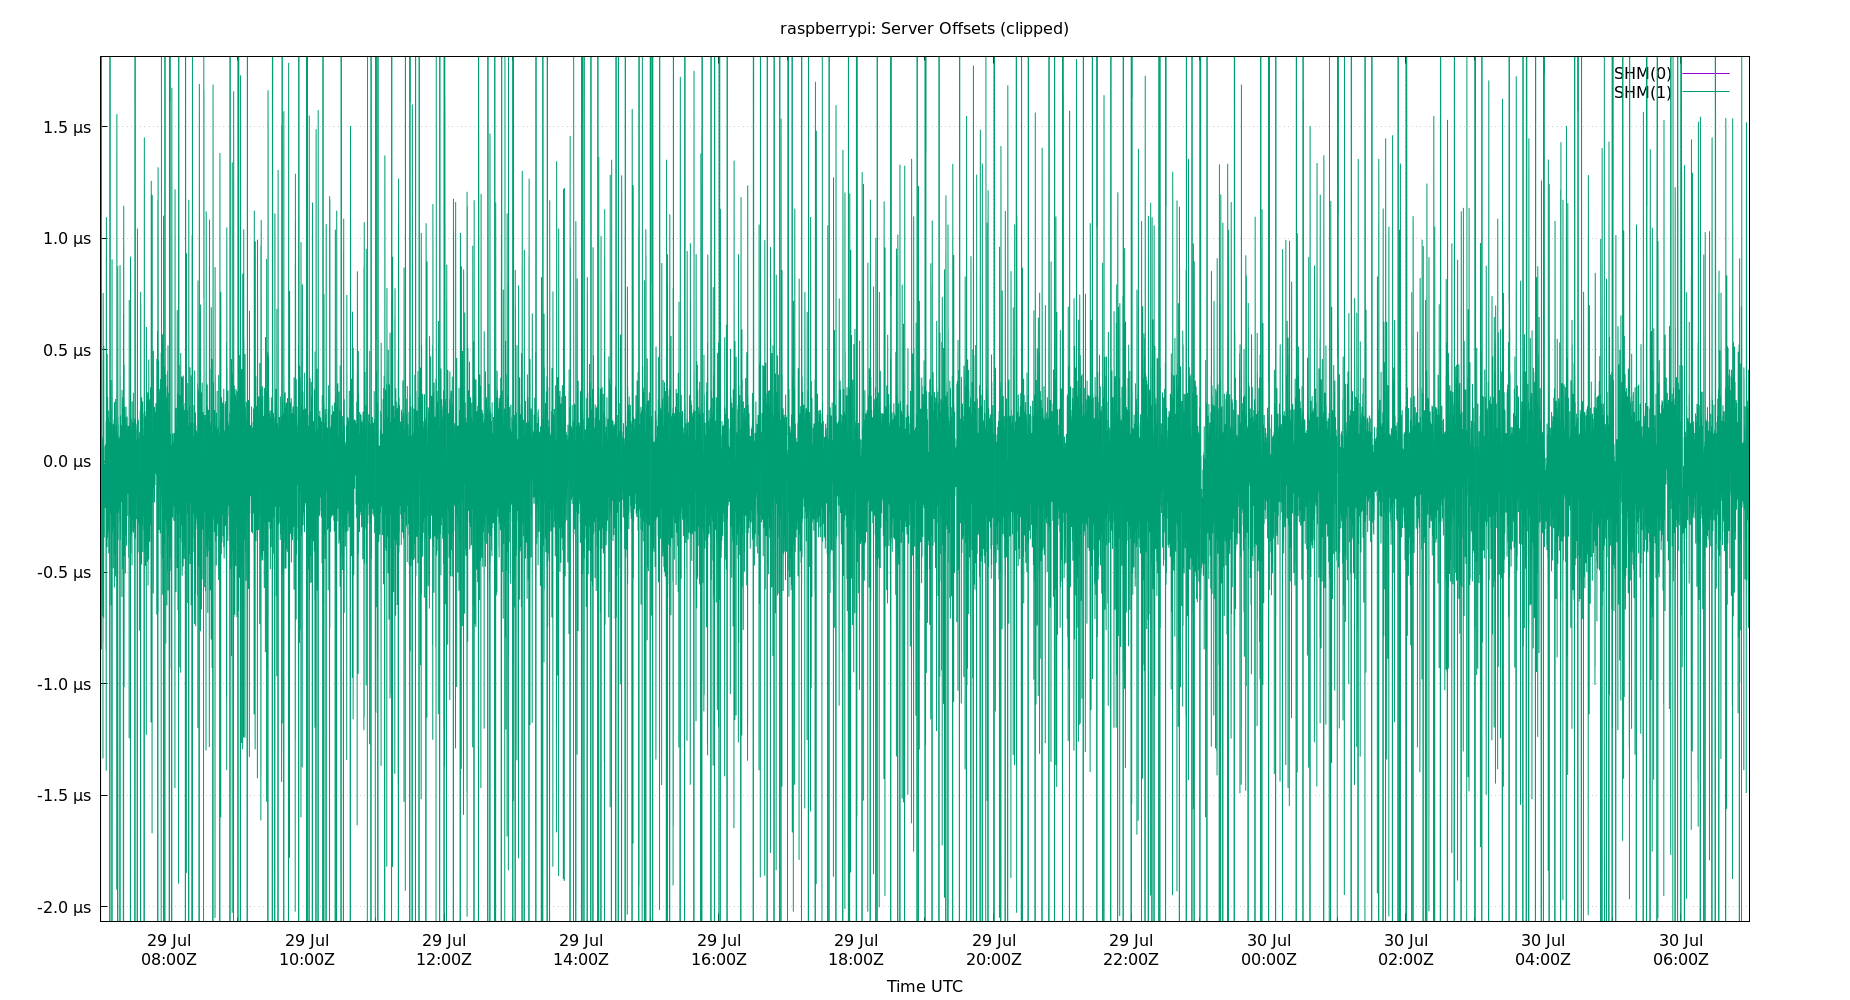 raspberrypi: Server Offsets (clipped)
SHM(0)
SHM(1)
1.5 µs
1.0 µs
0.5 µs
0.0 µs
-0.5 µs
-1.0 µs
-1.5 µs
-2.0 µs
29 Jul 29 Jul 29 Jul 29 Jul 29 Jul 29 Jul 29 Jul 29 Jul 30 Jul 30 Jul 30 Jul 30 Jul
08:00Z 10:00Z 12:00Z 14:00Z 16:00Z 18:00Z 20:00Z 22:00Z 00:00Z 02:00Z 04:00Z 06:00Z
Time UTC